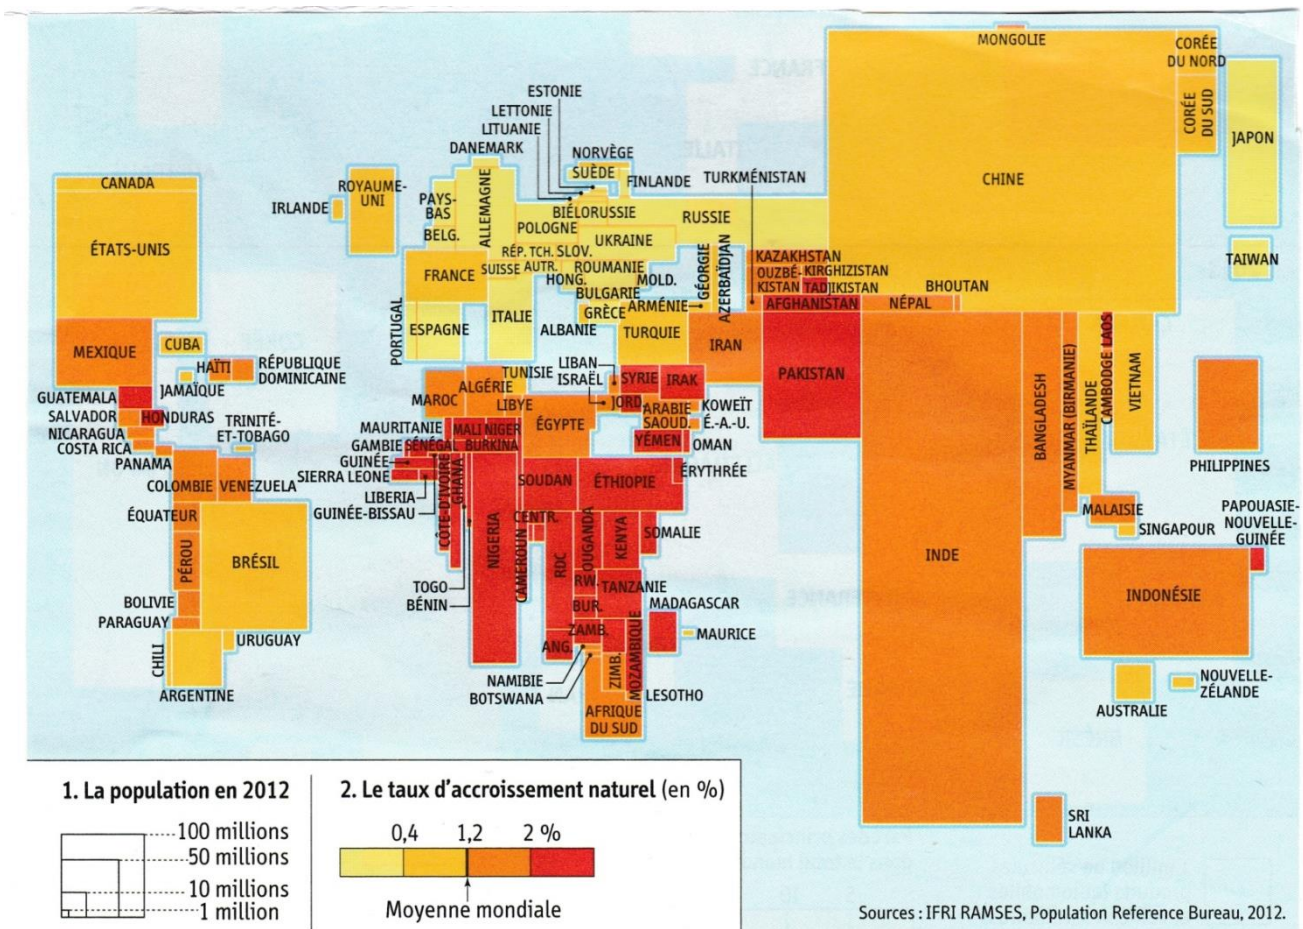 MONGOLIE
CORÉE
DU NORD
CORÉE
DU SUD
JAPON
CHINE
TAIWAN
ESTONIE
LETTONIE
LITUANIE
DANEMARK
NORVÈGE
SUÈDE
FINLANDE
TURKMÉNISTAN
CANADA
ÉTATS-UNIS
IRLANDE
ROYAUME-
UNI
PAYS-
BAS
BELG.
ALLEMAGNE
BIÉLORUSSIE
RUSSIE
POLOGNE
UKRAINE
RÉP. TCH.
SLOV.
FRANCE
SUISSE
AUTR.
ROUMANIE
HONG.
MOLD.
BULGARIE
GÉORGIE
AZERBAÏDJAN
ARMÉNIE
KAZAKHSTAN
OUZBÉ-
KISTAN
KIRGHIZISTAN
TADJIKISTAN
AFGHANISTAN
NÉPAL
BHOUTAN
PORTUGAL
ESPAGNE
ITALIE
ALBANIE
GRÈCE
TURQUIE
IRAN
PAKISTAN
MEXIQUE
CUBA
HAÏTI
RÉPUBLIQUE
DOMINICAINE
JAMAÏQUE
GUATEMALA
SALVADOR
HONDURAS
NICARAGUA
COSTA RICA
PANAMA
TRINITÉ-
ET-TOBAGO
COLOMBIE
VENEZUELA
ÉQUATEUR
PÉROU
BRÉSIL
BOLIVIE
PARAGUAY
CHILI
URUGUAY
ARGENTINE
MAROC
ALGÉRIE
TUNISIE
LIBYE
ÉGYPTE
LIBAN
ISRAËL
SYRIE
IRAK
JORD.
ARABIE
SAOUD.
KOWEÏT
É.-A.-U.
YÉMEN
OMAN
MAURITANIE
MALI
NIGER
GAMBIE
SÉNÉGAL
BURKINA
GUINÉE
SIERRA LEONE
LIBERIA
GUINÉE-BISSAU
CÔTE-D'IVOIRE
GHANA
TOGO
BÉNIN
NIGERIA
SOUDAN
ÉTHIOPIE
ÉRYTHRÉE
CENTR.
CAMEROUN
RDC
OUGANDA
KENYA
SOMALIE
RW.
BUR.
TANZANIE
MADAGASCAR
MAURICE
ANG.
ZAMB.
MOZAMBIQUE
ZIMB.
NAMIBIE
BOTSWANA
LESOTHO
AFRIQUE
DU SUD
INDE
BANGLADESH
MYANMAR (BIRMANIE)
THAÏLANDE
CAMBODGE
LAOS
VIETNAM
PHILIPPINES
MALAISIE
SINGAPOUR
PAPOUASIE-
NOUVELLE-
GUINÉE
INDONÉSIE
AUSTRALIE
NOUVELLE-
ZÉLANDE
SRI
LANKA
1. La population en 2012
100 millions
50 millions
10 millions
1 million
2. Le taux d'accroissement naturel (en %)
0,4 1,2 2 %
Moyenne mondiale
Sources : IFRI RAMSES, Population Reference Bureau, 2012.